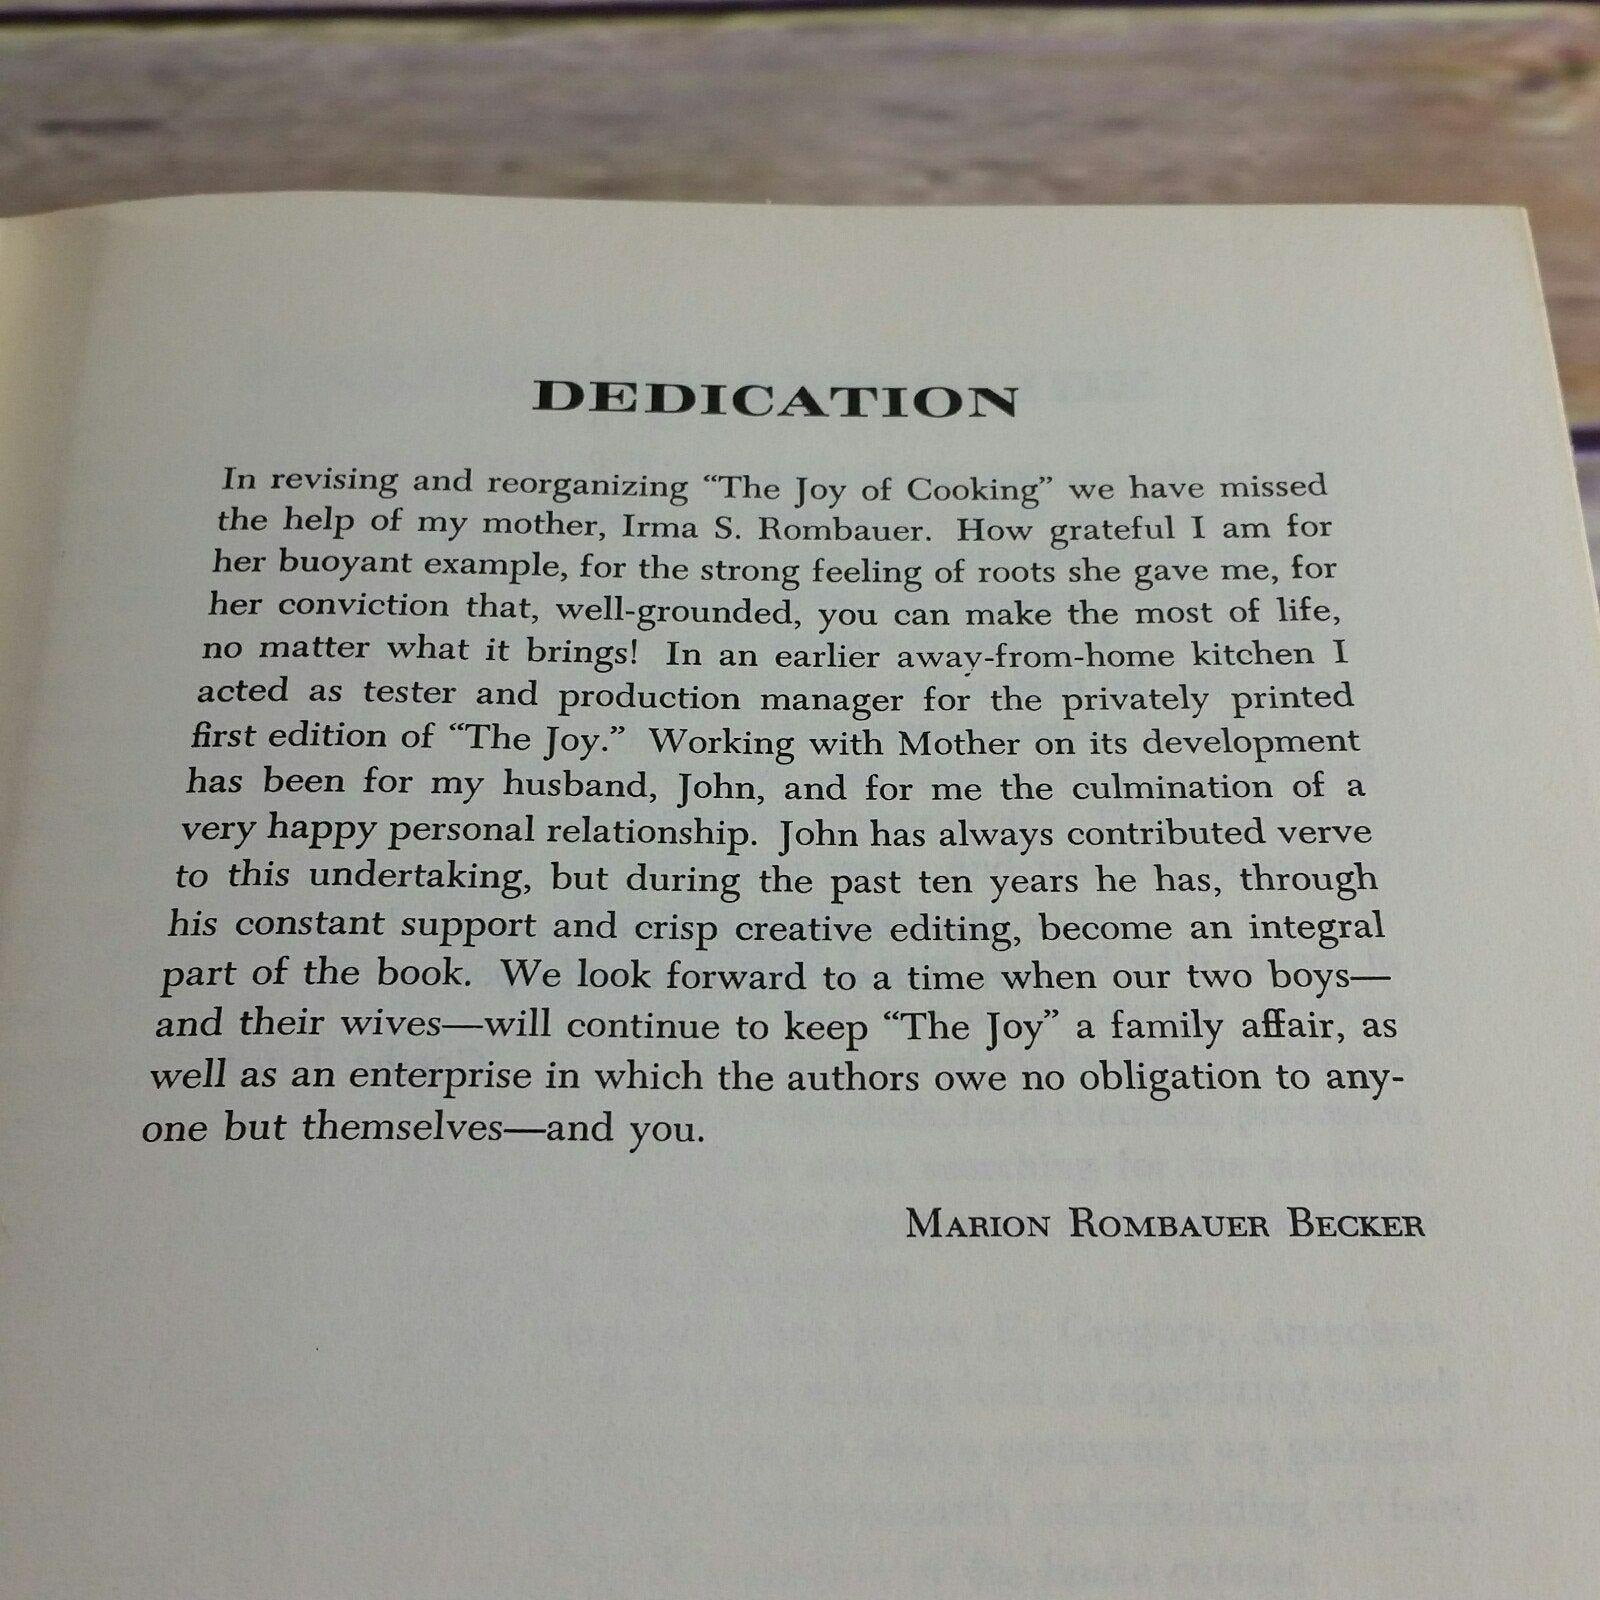 DEDICATION
In revising and reorganizing “The Joy of Cooking” we have missed
the help of my mother, Irma S. Rombauer. How grateful I am for
her buoyant example, for the strong feeling of roots she gave me, for
her conviction that, well-grounded, you can make the most of life,
no matter what it brings! In an earlier away-from-home kitchen I
acted as tester and production manager for the privately printed
first edition of “The Joy.” Working with Mother on its development
has been for my husband, John, and for me the culmination of a
very happy personal relationship. John has always contributed verve
to this undertaking, but during the past ten years he has, through
his constant support and crisp creative editing, become an integral
part of the book. We look forward to a time when our two boys—
and their wives—will continue to keep “The Joy” a family affair, as
well as an enterprise in which the authors owe no obligation to any-
one but themselves—and you.
MARION ROMBAUER BECKER